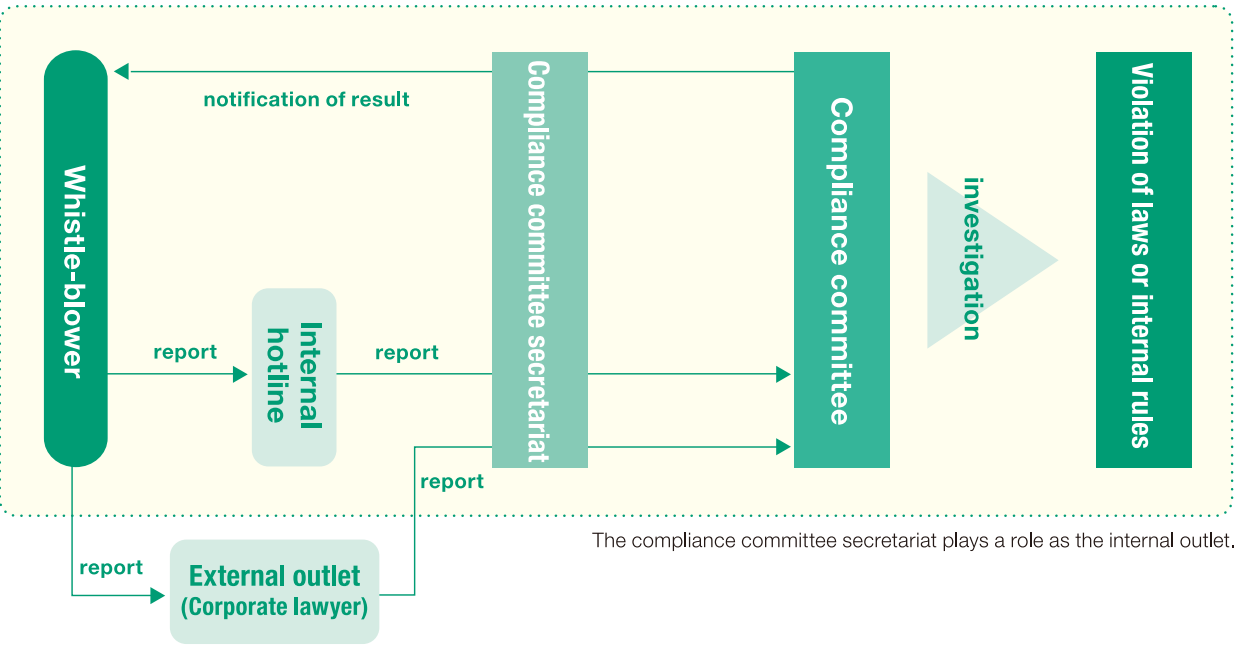 notification of result
Whistle-blower
report
Internal
hotline
report
Compliance committee secretariat
Compliance committee
investigation
Violation of laws or internal rules
report
The compliance committee secretariat plays a role as the internal outlet.
report
External outlet
(Corporate lawyer)